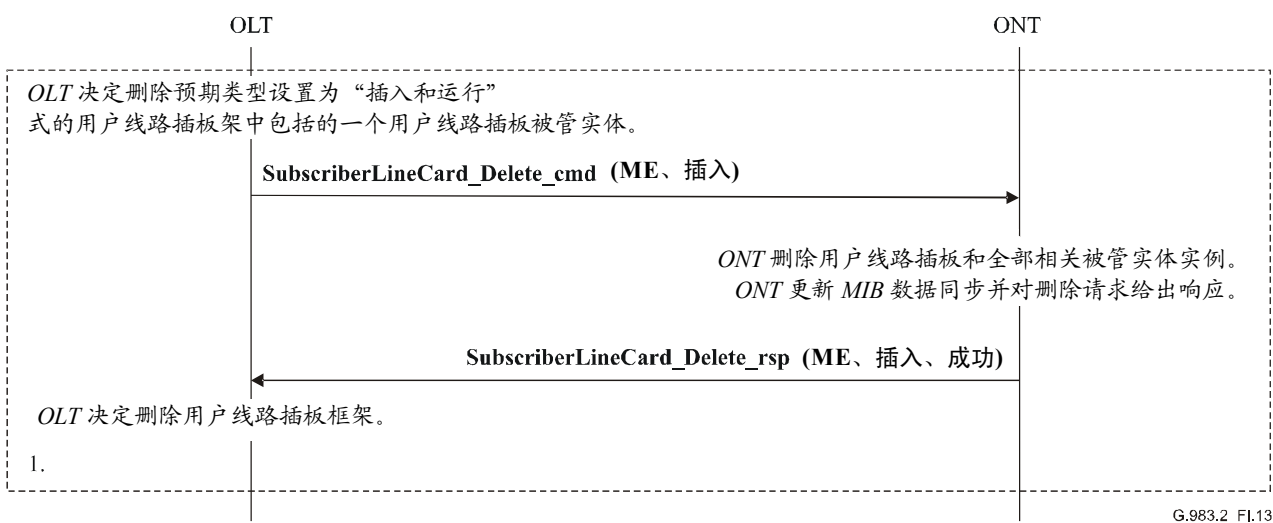 OLT
ONT
OLT 决定删除预期类型设置为“插入和运行”
式的用户线路插板架中包括的一个用户线路插板被管实体。
SubscriberLineCard_Delete_cmd (ME、插入)
ONT 删除用户线路插板和全部相关被管实体实例。
ONT 更新 MIB 数据同步并对删除请求给出响应。
SubscriberLineCard_Delete_rsp (ME、插入、成功)
OLT 决定删除用户线路插板框架。
1.
G.983.2_FI.13